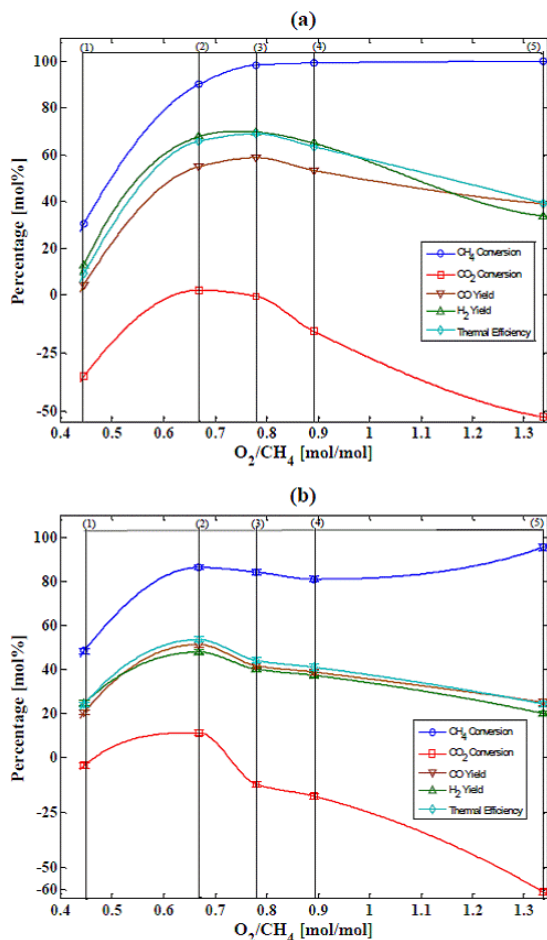 (a)
(1) (2) (3) (4) (5)
100
80
60
40
20
0
-25
-50
Percentage [mol%]
CH4 Conversion
CO2 Conversion
CO Yield
H2 Yield
Thermal Efficiency
0.4 0.5 0.6 0.7 0.8 0.9 1 1.1 1.2 1.3
O2/CH4 [mol/mol]
(b)
(1) (2) (3) (4) (5)
100
80
60
40
20
0
-25
-50
-60
Percentage [mol%]
CH4 Conversion
CO2 Conversion
CO Yield
H2 Yield
Thermal Efficiency
0.4 0.5 0.6 0.7 0.8 0.9 1 1.1 1.2 1.3
O2/CH4 [mol/mol]